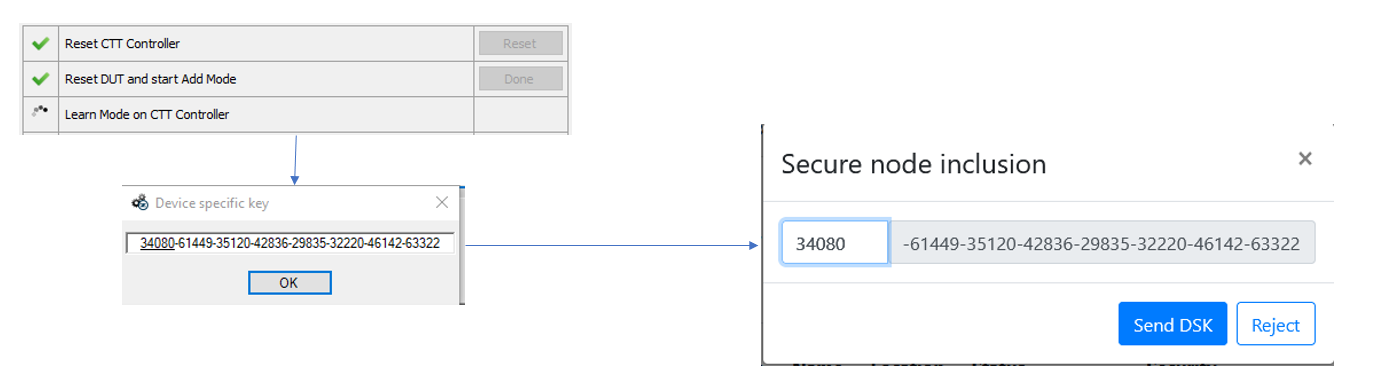 Reset CTT Controller Reset
Reset DUT and start Add Mode Done
Learn Mode on CTT Controller
Device specific key
34080-61449-35120-42836-29835-32220-46142-63322
OK
Secure node inclusion ×
34080 -61449-35120-42836-29835-32220-46142-63322
Send DSK Reject